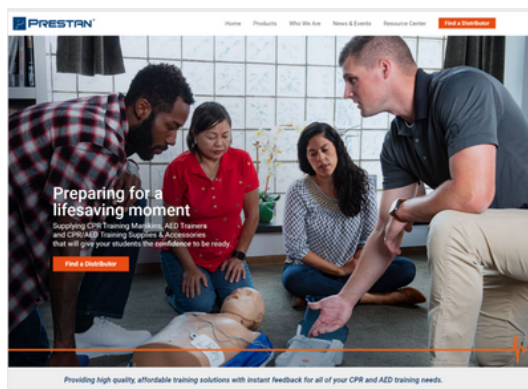 PRESTAN
Home Products Who We Are News & Events Resource Center Find a Distributor
Preparing for a
lifesaving moment
Supplying CPR Training Manikins, AED Trainers
and CPR/AED Training Supplies & Accessories
that will give your students the confidence to be ready.
Find a Distributor
Providing high quality, affordable training solutions with instant feedback for all of your CPR and AED training needs.